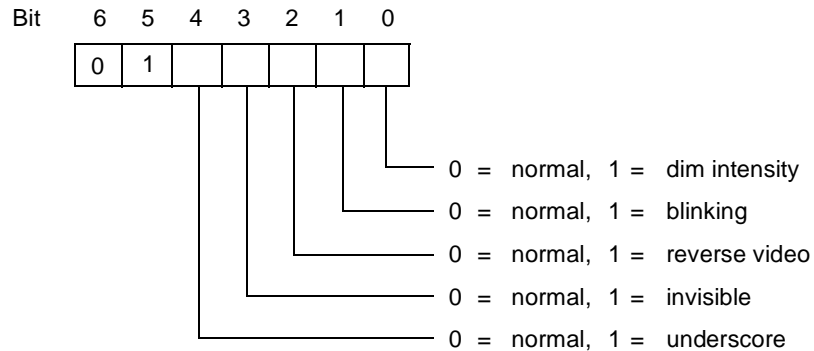 Bit 6 5 4 3 2 1 0
0 1
0 = normal, 1 = dim intensity
0 = normal, 1 = blinking
0 = normal, 1 = reverse video
0 = normal, 1 = invisible
0 = normal, 1 = underscore